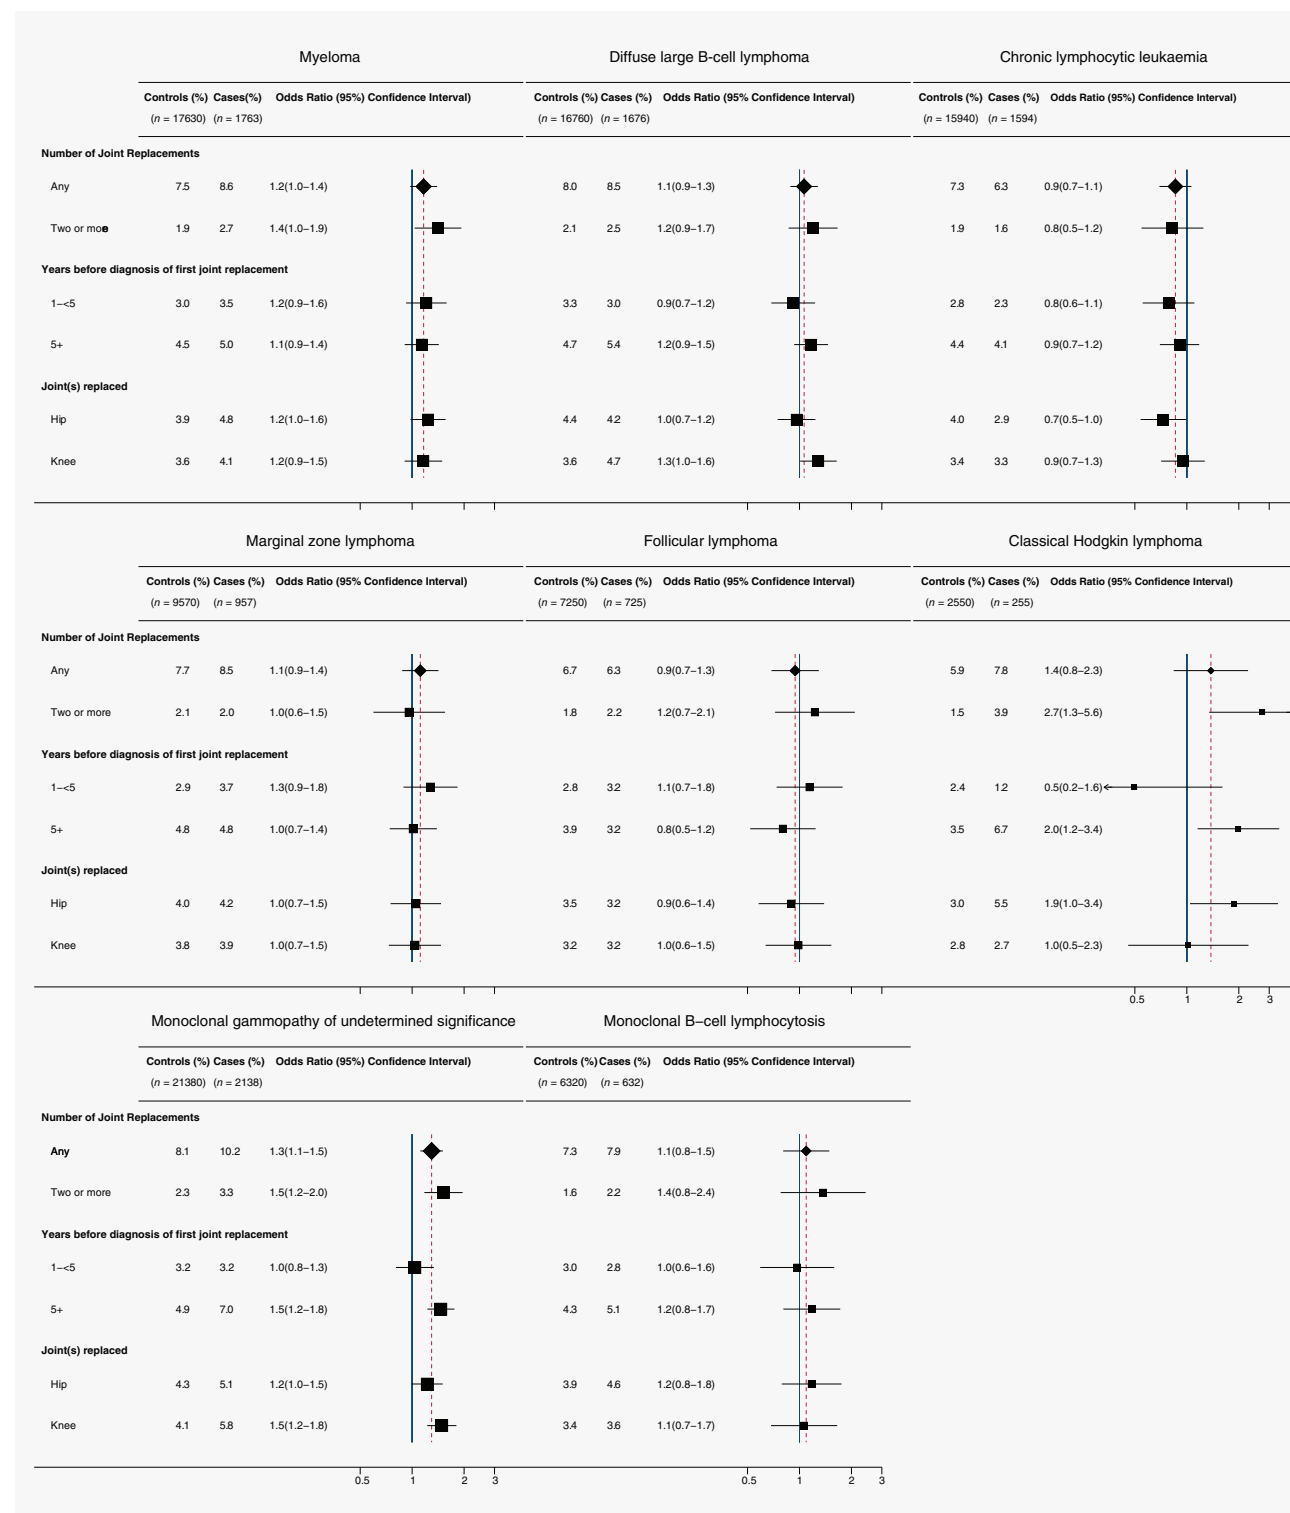 Myeloma Diffuse large B-cell lymphoma Chronic lymphocytic leukaemia
Controls (%) Cases(%) Odds Ratio (95%) Confidence Interval) Controls (%) Cases (%) Odds Ratio (95% Confidence Interval) Controls (%) Cases (%) Odds Ratio (95% Confidence Interval)
(n = 17630) (n = 1763) (n = 16760) (n = 1676) (n = 15940) (n = 1594)
Number of Joint Replacements
Any 7.5 8.6 1.2(1.0−1.4) 8.0 8.5 1.1(0.9−1.3) 7.3 6.3 0.9(0.7−1.1)
Two or more 1.9 2.7 1.4(1.0−1.9) 2.1 2.5 1.2(0.9−1.7) 1.9 1.6 0.8(0.5−1.2)
Years before diagnosis of first joint replacement
1−<5 3.0 3.5 1.2(0.9−1.6) 3.3 3.0 0.9(0.7−1.2) 2.8 2.3 0.8(0.6−1.1)
5+ 4.5 5.0 1.1(0.9−1.4) 4.7 5.4 1.2(0.9−1.5) 4.4 4.1 0.9(0.7−1.2)
Joint(s) replaced
Hip 3.9 4.8 1.2(1.0−1.6) 4.4 4.2 1.0(0.7−1.2) 4.0 2.9 0.7(0.5−1.0)
Knee 3.6 4.1 1.2(0.9−1.5) 3.6 4.7 1.3(1.0−1.6) 3.4 3.3 0.9(0.7−1.3)
Marginal zone lymphoma Follicular lymphoma Classical Hodgkin lymphoma
Controls (%) Cases (%) Odds Ratio (95% Confidence Interval) Controls (%) Cases (%) Odds Ratio (95% Confidence Interval) Controls (%) Cases (%) Odds Ratio (95% Confidence Interval)
(n = 9570) (n = 957) (n = 7250) (n = 725) (n = 2550) (n = 255)
Number of Joint Replacements
Any 7.7 8.5 1.1(0.9−1.4) 6.7 6.3 0.9(0.7−1.3) 5.9 7.8 1.4(0.8−2.3)
Two or more 2.1 2.0 1.0(0.6−1.5) 1.8 2.2 1.2(0.7−2.1) 1.5 3.9 2.7(1.3−5.6)
Years before diagnosis of first joint replacement
1−<5 2.9 3.7 1.3(0.9−1.8) 2.8 3.2 1.1(0.7−1.8) 2.4 1.2 0.5(0.2−1.6)
5+ 4.8 4.8 1.0(0.7−1.4) 3.9 3.2 0.8(0.5−1.2) 3.5 6.7 2.0(1.2−3.4)
Joint(s) replaced
Hip 4.0 4.2 1.0(0.7−1.5) 3.5 3.2 0.9(0.6−1.4) 3.0 5.5 1.9(1.0−3.4)
Knee 3.8 3.9 1.0(0.7−1.5) 3.2 3.2 1.0(0.6−1.5) 2.8 2.7 1.0(0.5−2.3)
0.5 1 2 3
Monoclonal gammopathy of undetermined significance Monoclonal B−cell lymphocytosis
Controls (%) Cases (%) Odds Ratio (95%) Confidence Interval) Controls (%) Cases (%) Odds Ratio (95% Confidence Interval)
(n = 21380) (n = 2138) (n = 6320) (n = 632)
Number of Joint Replacements
Any 8.1 10.2 1.3(1.1−1.5) 7.3 7.9 1.1(0.8−1.5)
Two or more 2.3 3.3 1.5(1.2−2.0) 1.6 2.2 1.4(0.8−2.4)
Years before diagnosis of first joint replacement
1−<5 3.2 3.2 1.0(0.8−1.3) 3.0 2.8 1.0(0.6−1.6)
5+ 4.9 7.0 1.5(1.2−1.8) 4.3 5.1 1.2(0.8−1.7)
Joint(s) replaced
Hip 4.3 5.1 1.2(1.0−1.5) 3.9 4.6 1.2(0.8−1.8)
Knee 4.1 5.8 1.5(1.2−1.8) 3.4 3.6 1.1(0.7−1.7)
0.5 1 2 3 0.5 1 2 3